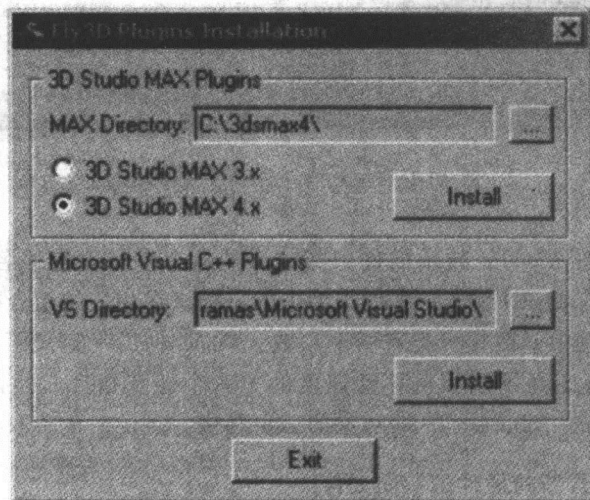 Fly3D Plugins Installation
3D Studio MAX Plugins
MAX Directory: C:\3dsmax4\ ...
3D Studio MAX 3.x
3D Studio MAX 4.x
Install
Microsoft Visual C++ Plugins
VS Directory: ramas\Microsoft Visual Studio\ ...
Install
Exit